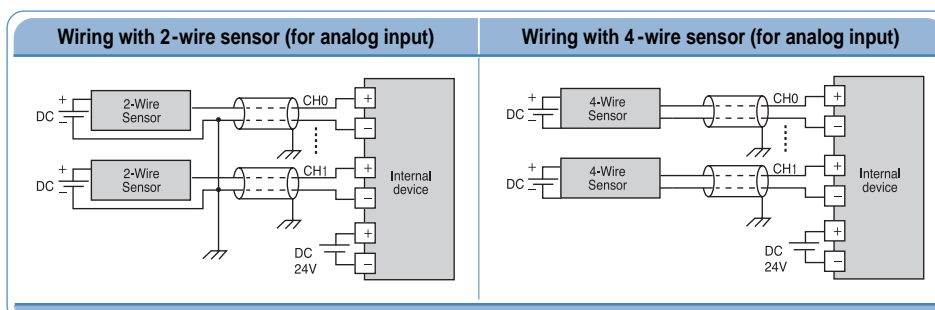 Wiring with 2-wire sensor (for analog input)
Wiring with 4-wire sensor (for analog input)
+
DC
−
2-Wire
Sensor
CH0
+
−
+
DC
−
2-Wire
Sensor
CH1
+
−
Internal
device
DC
24V
+
−
+
DC
−
4-Wire
Sensor
CH0
+
−
+
DC
−
4-Wire
Sensor
CH1
+
−
Internal
device
DC
24V
+
−